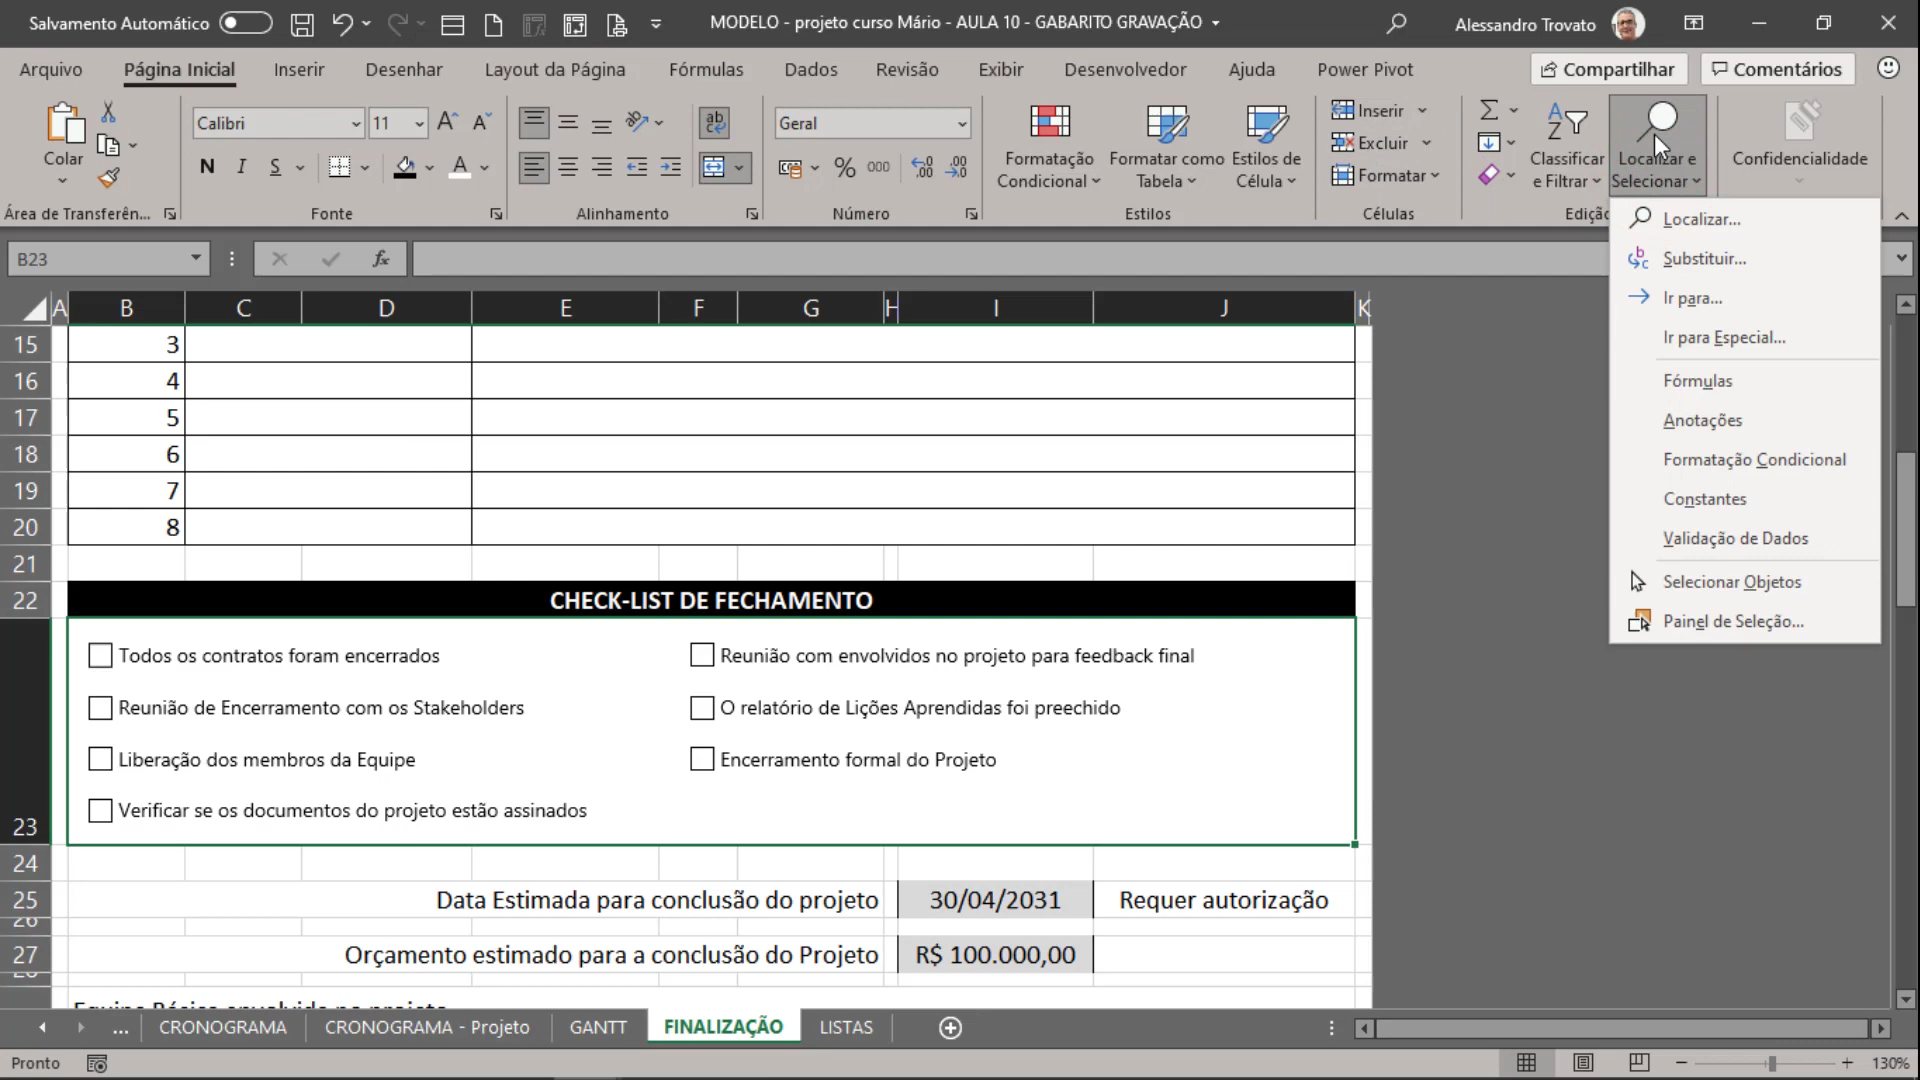 Salvamento Automático
MODELO - projeto curso Mário - AULA 10 - GABARITO GRAVAÇÃO
Alessandro Trovato
Arquivo
Página Inicial
Inserir
Desenhar
Layout da Página
Fórmulas
Dados
Revisão
Exibir
Desenvolvedor
Ajuda
Power Pivot
Compartilhar
Comentários
Colar
Calibri
11
N
I
S
Geral
Formatação
Condicional
Formatar como
Tabela
Estilos de
Célula
Inserir
Excluir
Formatar
Classificar
e Filtrar
Localizar e
Selecionar
Confidencialidade
Área de Transferên...
Fonte
Alinhamento
Número
Estilos
Células
Ediçã
Localizar...
Substituir...
Ir para...
Ir para Especial...
Fórmulas
Anotações
Formatação Condicional
Constantes
Validação de Dados
Selecionar Objetos
Painel de Seleção...
B23
A B C D E F G H I J K
15 3
16 4
17 5
18 6
19 7
20 8
21
22 CHECK-LIST DE FECHAMENTO
Todos os contratos foram encerrados
Reunião com envolvidos no projeto para feedback final
Reunião de Encerramento com os Stakeholders
O relatório de Lições Aprendidas foi preechido
Liberação dos membros da Equipe
Encerramento formal do Projeto
Verificar se os documentos do projeto estão assinados
23
24
25 Data Estimada para conclusão do projeto 30/04/2031 Requer autorização
26
27 Orçamento estimado para a conclusão do Projeto R$ 100.000,00
Equipe Básica envolvida no projeto
... CRONOGRAMA CRONOGRAMA - Projeto GANTT FINALIZAÇÃO LISTAS
Pronto
130%